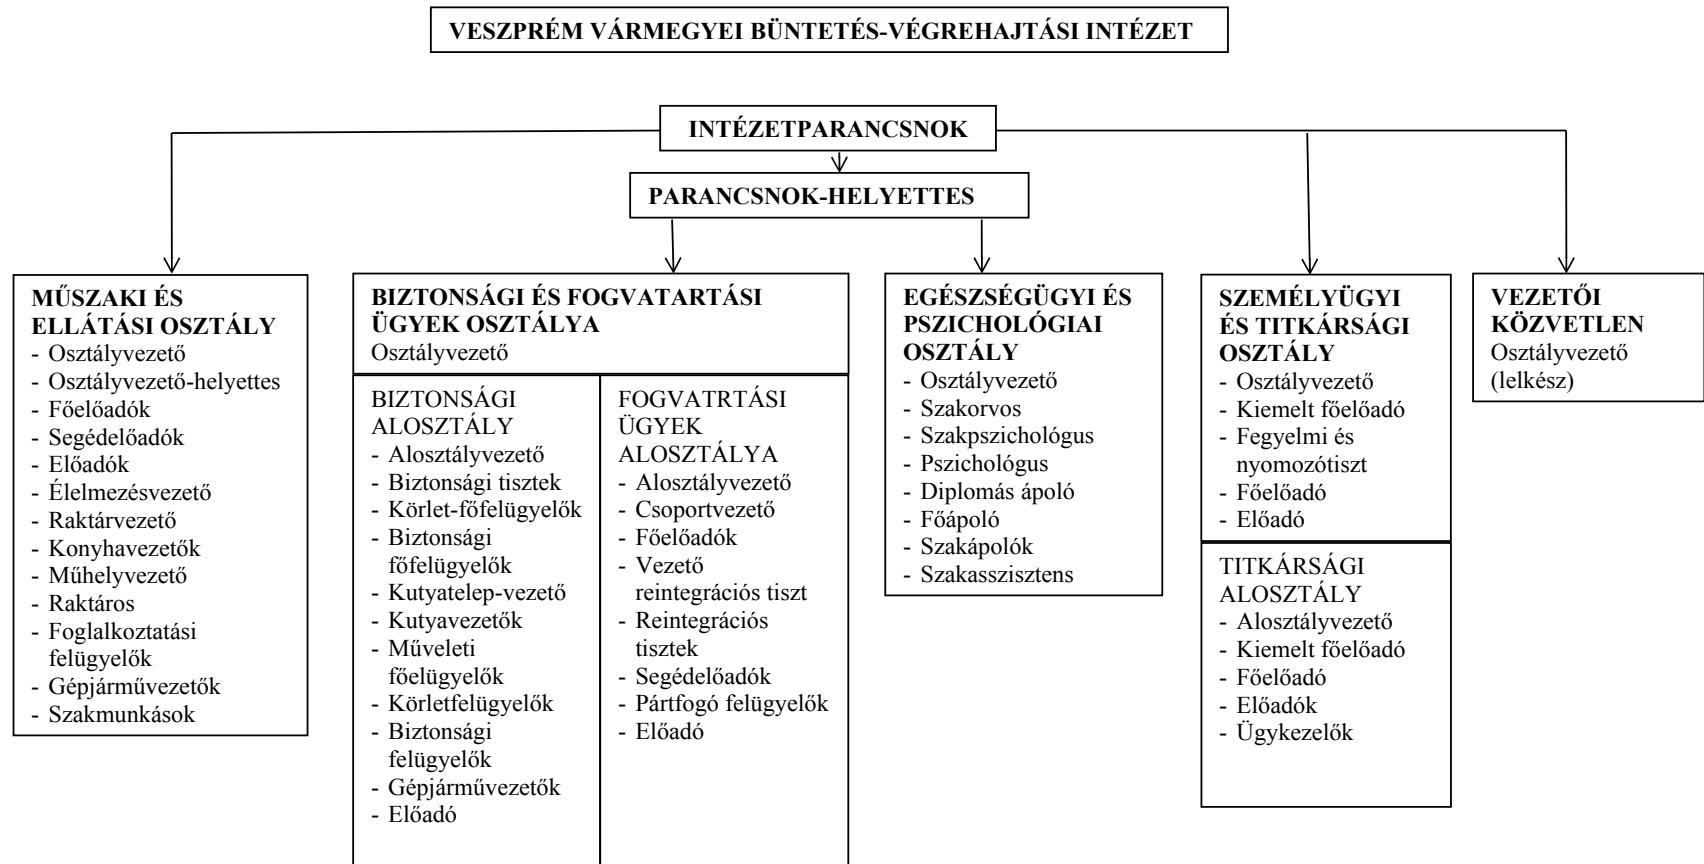 VESZPRÉM VÁRMEGYEI BÜNTETÉS-VÉGREHAJTÁSI INTÉZET
INTÉZETPARANCSNOK
PARANCSNOK-HELYETTES
MŰSZAKI ÉS
ELLÁTÁSI OSZTÁLY
- Osztályvezető
- Osztályvezető-helyettes
- Főelőadók
- Segédelőadók
- Előadók
- Élelmezésvezető
- Raktárvezető
- Konyhavezetők
- Műhelyvezető
- Raktáros
- Foglalkoztatási
felügyelők
- Gépjárművezetők
- Szakmunkások
BIZTONSÁGI ÉS FOGVATARTÁSI
ÜGYEK OSZTÁLYA
Osztályvezető
BIZTONSÁGI
ALOSZTÁLY
- Alosztályvezető
- Biztonsági tisztek
- Körlet-főfelügyelők
- Biztonsági
főfelügyelők
- Kutyatelep-vezető
- Kutyavezetők
- Műveleti
főelügyelők
- Körletfelügyelők
- Biztonsági
felügyelők
- Gépjárművezetők
- Előadó
FOGVATRTÁSI
ÜGYEK
ALOSZTÁLYA
- Alosztályvezető
- Csoportvezető
- Főelőadók
- Vezető
reintegrációs tiszt
- Reintegrációs
tisztek
- Segédelőadók
- Pártfogó felügyelők
- Előadó
EGÉSZSÉGÜGYI ÉS
PSZICHOLÓGIAI
OSZTÁLY
- Osztályvezető
- Szakorvos
- Szakpszichológus
- Pszichológus
- Diplomás ápoló
- Főápoló
- Szakápolók
- Szakasszisztens
SZEMÉLYÜGYI
ÉS TITKÁRSÁGI
OSZTÁLY
- Osztályvezető
- Kiemelt főelőadó
- Fegyelmi és
nyomozótiszt
- Főelőadó
- Előadó
TITKÁRSÁGI
ALOSZTÁLY
- Alosztályvezető
- Kiemelt főelőadó
- Főelőadó
- Előadók
- Ügykezelők
VEZETŐI
KÖZVETLEN
Osztályvezető
(lelkész)